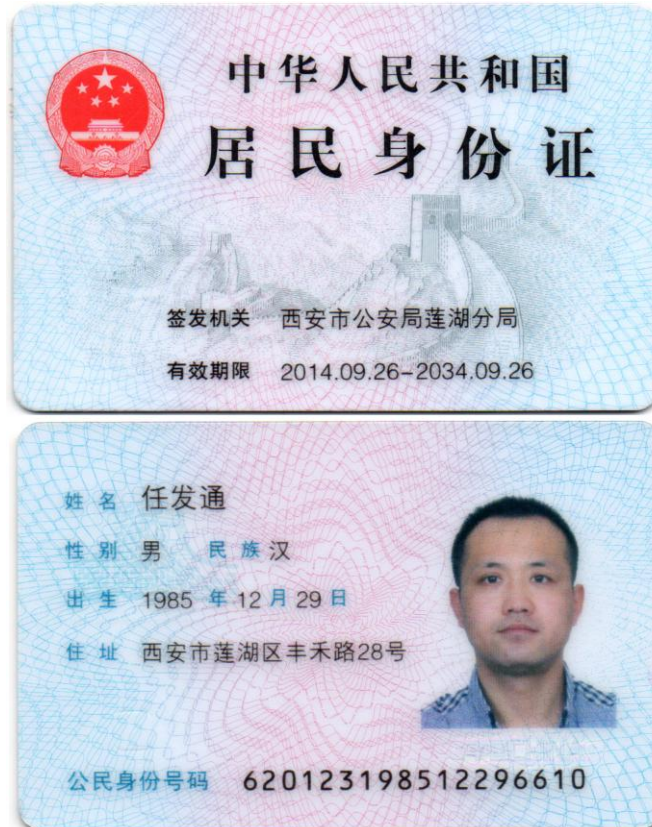 中华人民共和国
居民身份证
签发机关 西安市公安局莲湖分局
有效期限 2014.09.26-2034.09.26
姓名 任发通
性别 男 民族 汉
出生 1985 年 12 月 29 日
住址 西安市莲湖区丰禾路28号
公民身份号码 620123198512296610